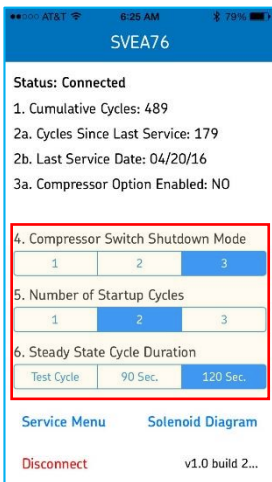 AT&T 6:25 AM 79%
SVEA76
Status: Connected
1. Cumulative Cycles: 489
2a. Cycles Since Last Service: 179
2b. Last Service Date: 04/20/16
3a. Compressor Option Enabled: NO
4. Compressor Switch Shutdown Mode
1 2 3
5. Number of Startup Cycles
1 2 3
6. Steady State Cycle Duration
Test Cycle 90 Sec. 120 Sec.
Service Menu Solenoid Diagram
Disconnect v1.0 build 2...